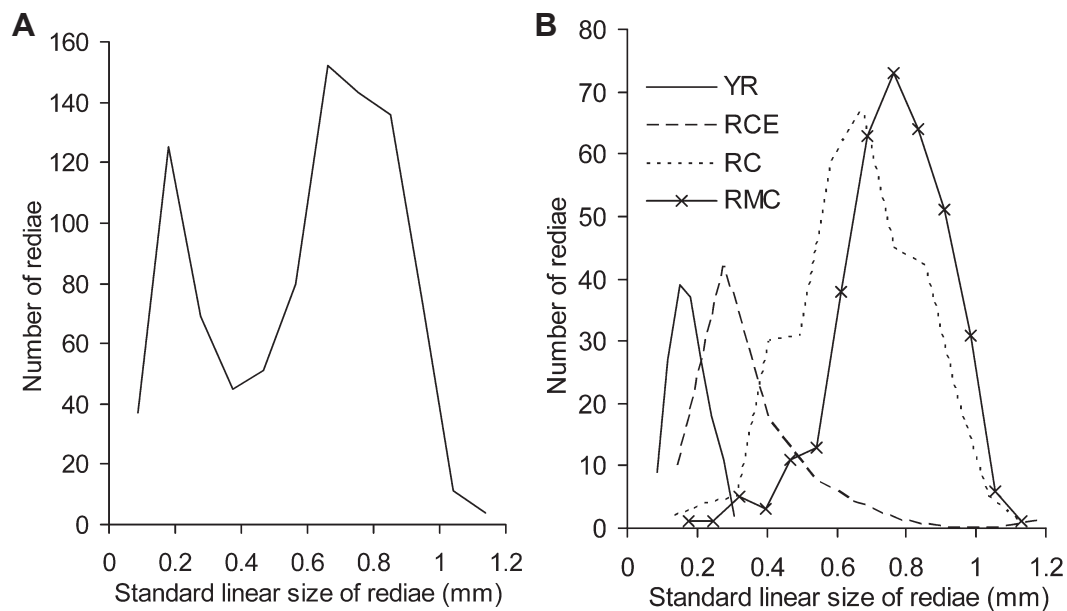 A
160
140
120
100
80
60
40
20
0
0 0.2 0.4 0.6 0.8 1 1.2
Number of rediae
Standard linear size of rediae (mm)
B
80
70
60
50
40
30
20
10
0
0 0.2 0.4 0.6 0.8 1 1.2
Number of rediae
Standard linear size of rediae (mm)
YR
RCE
RC
RMC